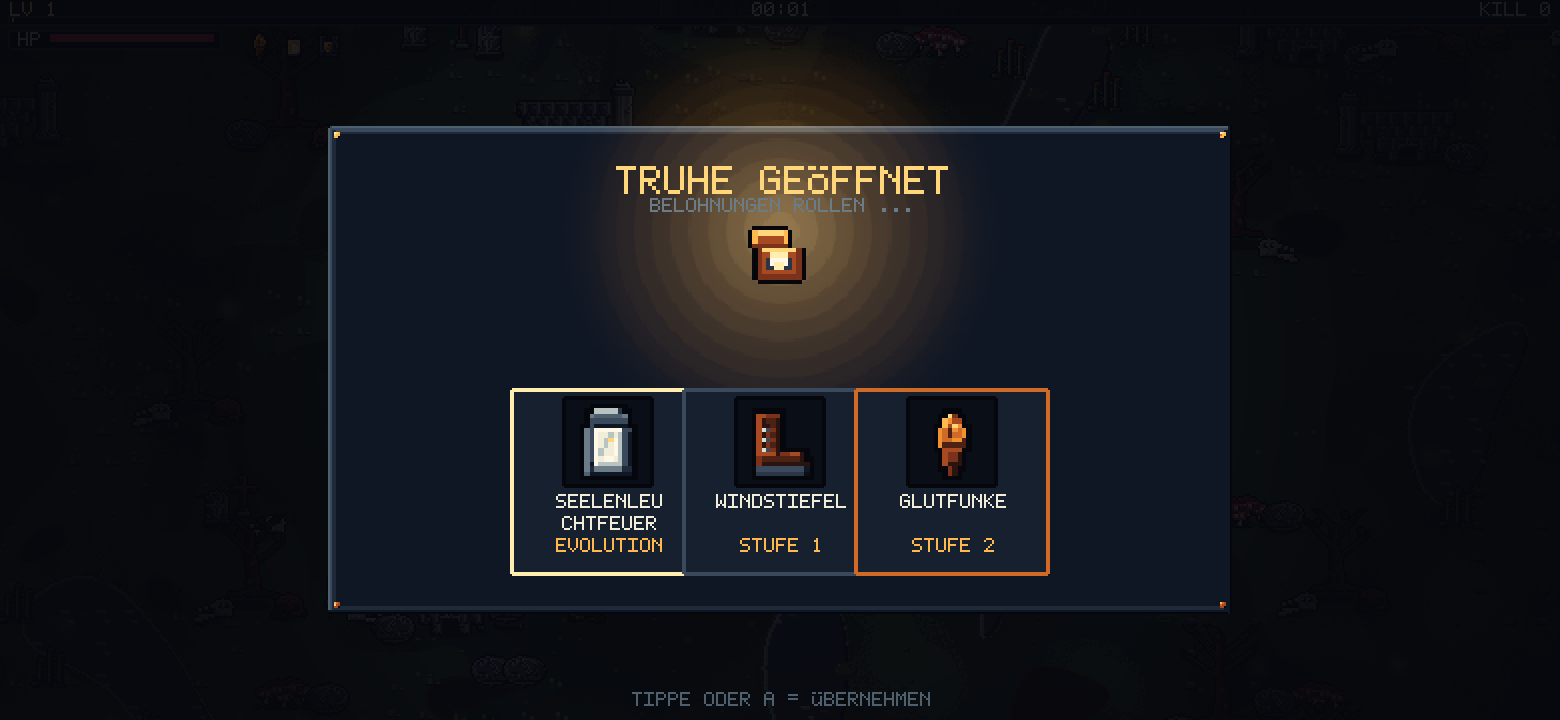 LV 1
00:01
KILL 0
HP
TRUHE GEöFFNET
BELOHNUNGEN ROLLEN ...
SEELENLEU
CHTFEUER
EVOLUTION
WINDSTIEFEL
STUFE 1
GLUTFUNKE
STUFE 2
TIPPE ODER A = üBERNEHMEN